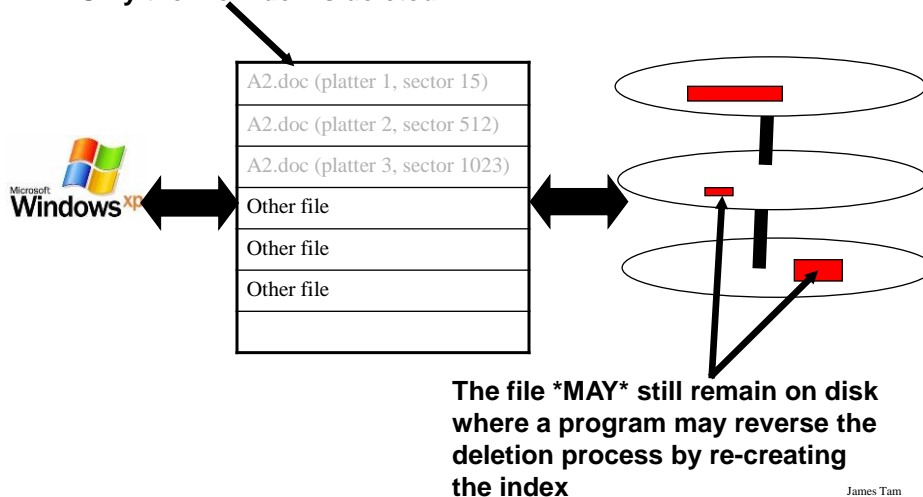 A2.doc (platter 1, sector 15)
A2.doc (platter 2, sector 512)
A2.doc (platter 3, sector 1023)
Microsoft
Windows xp
Other file
Other file
Other file
The file *MAY* still remain on disk
where a program may reverse the
deletion process by re-creating
the index
James Tam